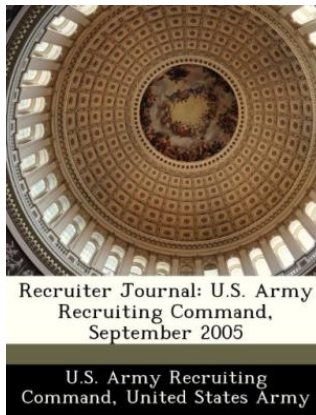 Recruiter Journal: U.S. Army
Recruiting Command,
September 2005
U.S. Army Recruiting
Command, United States Army